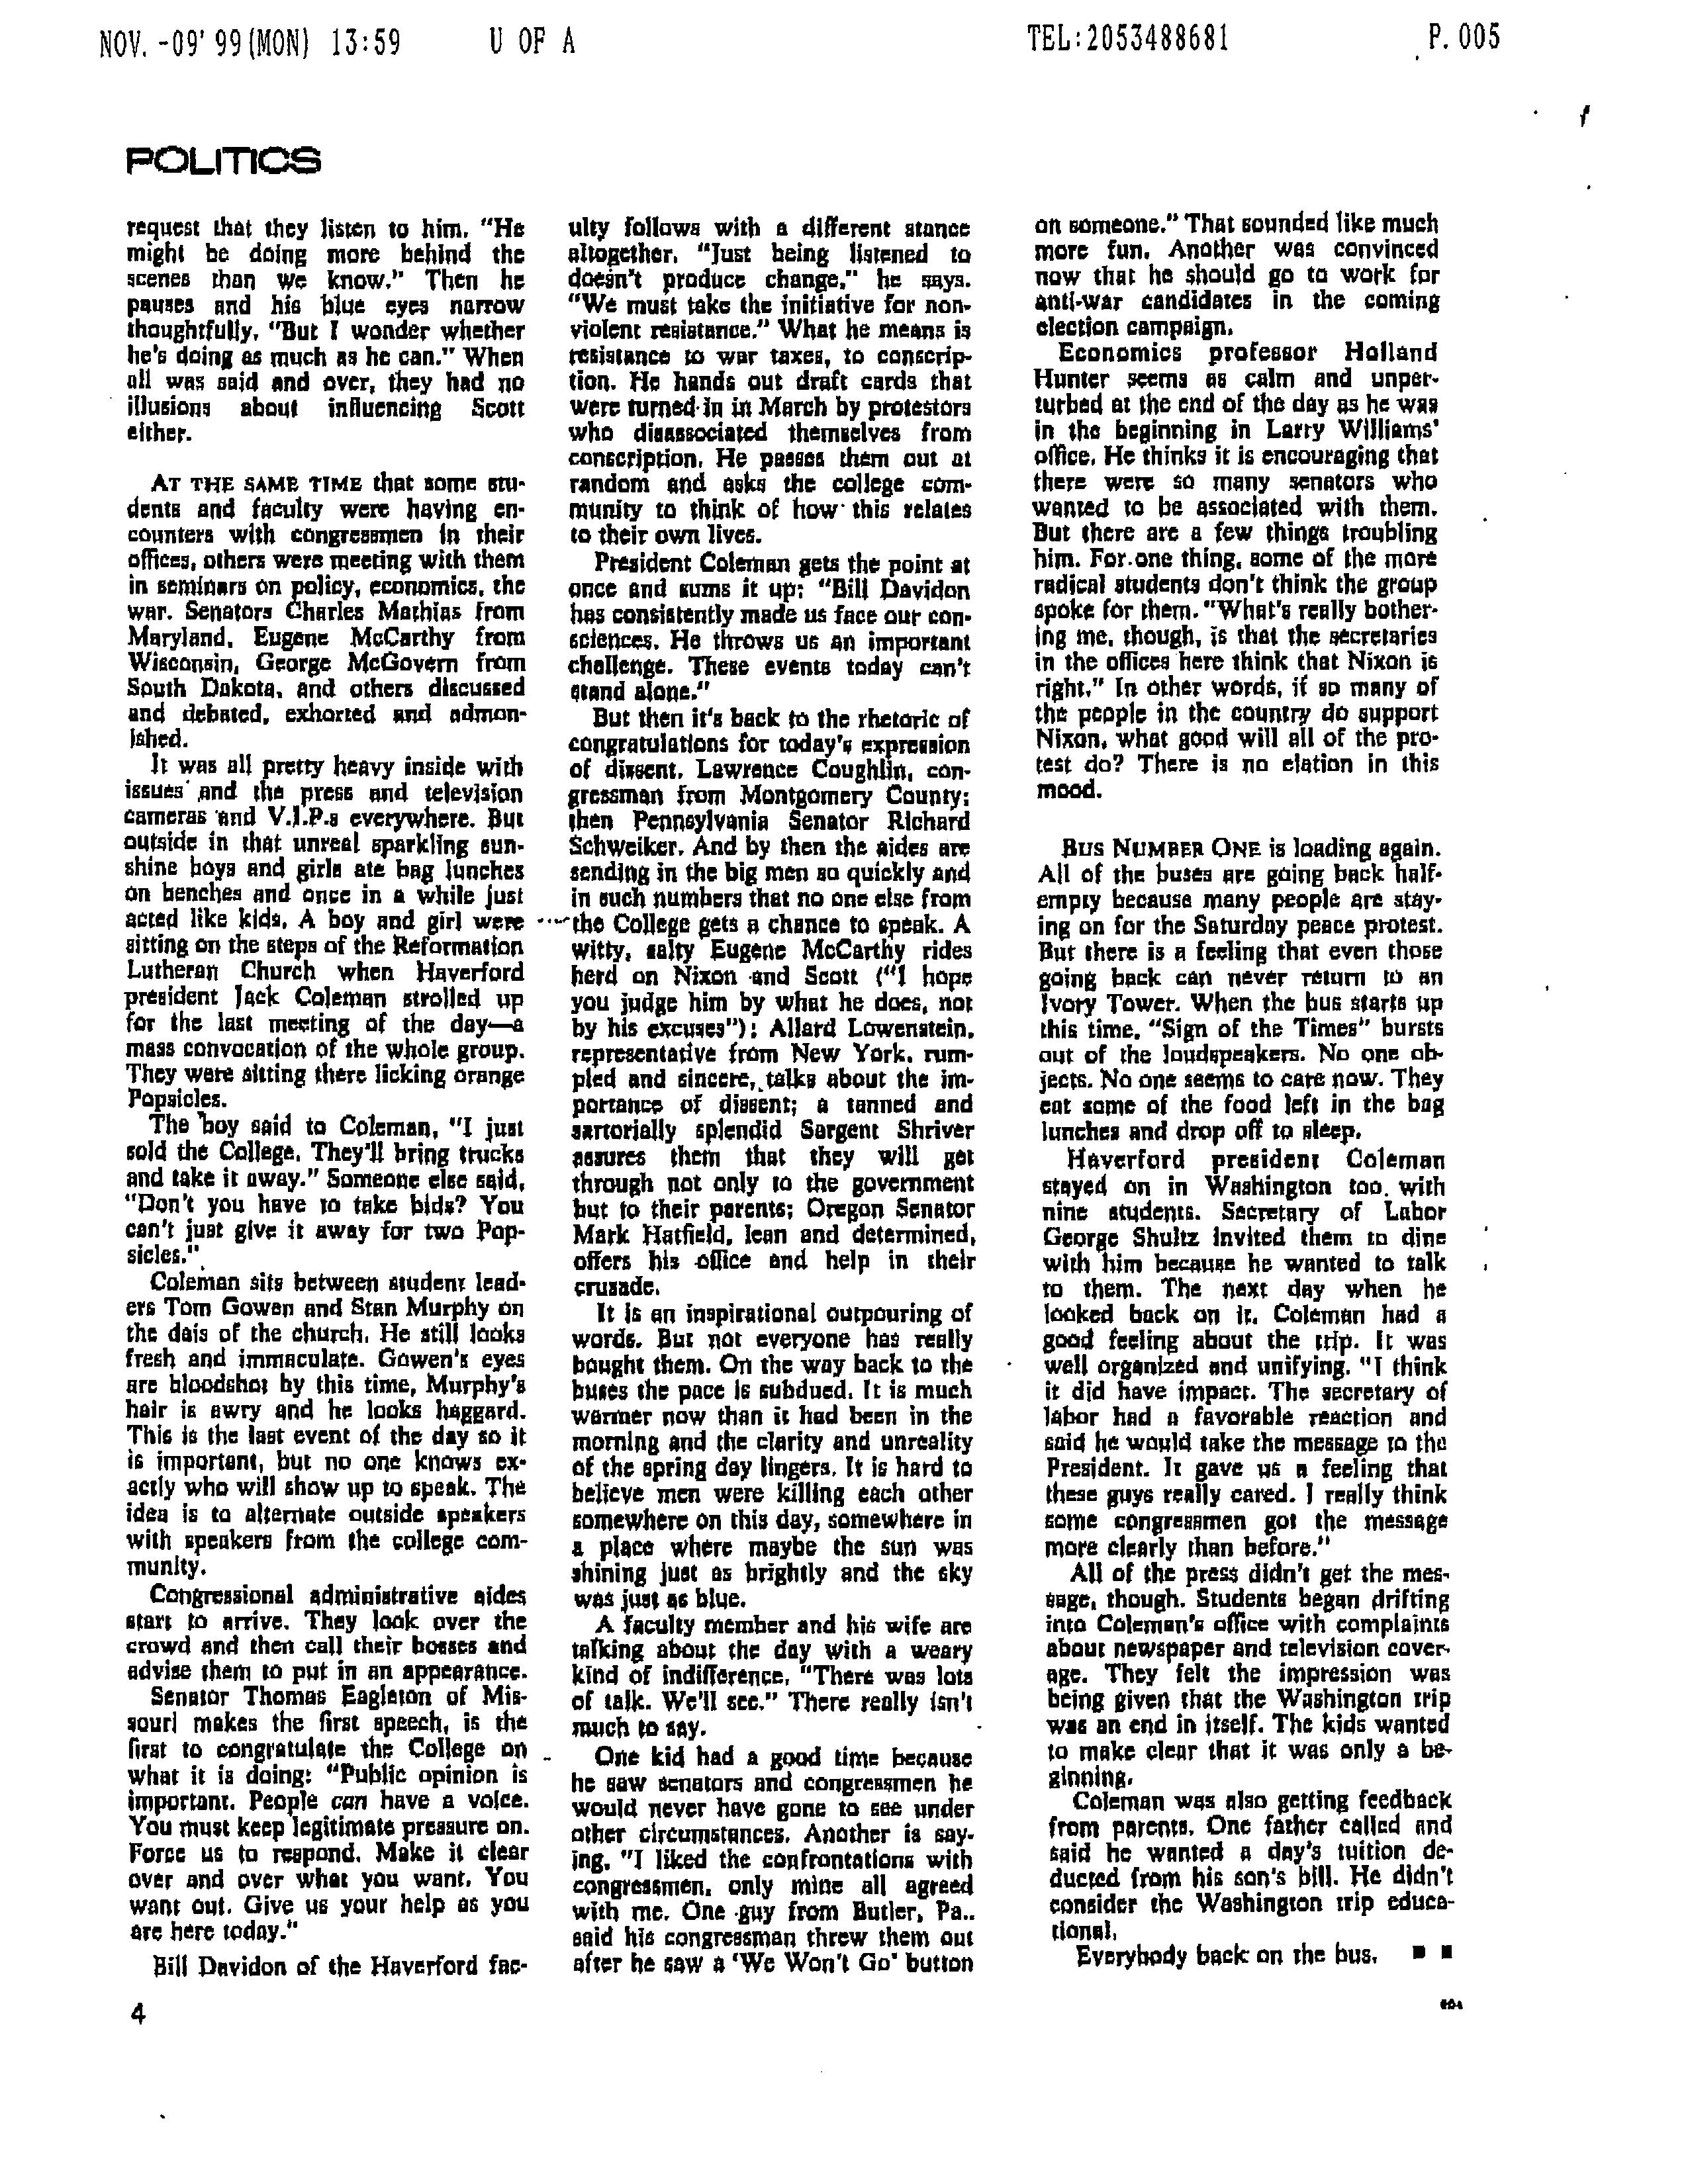 NOV. -09' 99 (MON) 13:59 U OF A TEL:2053488681 P. 005
POLITICS
request that they listen to him. "He
might be doing more behind the
scenes than we know." Then he
pauses and his blue eyes narrow
thoughtfully, "But I wonder whether
he's doing as much as he can." When
all was said and over, they had no
illusions about influencing Scott
either.
AT THE SAME TIME that some stu-
dents and faculty were having en-
counters with congressmen in their
offices, others were meeting with them
in seminars on policy, economics, the
war. Senators Charles Mathias from
Maryland, Eugene McCarthy from
Wisconsin, George McGovern from
South Dakota, and others discussed
and debated, exhorted and admon-
ished.
It was all pretty heavy inside with
issues and the press and television
cameras and V.I.P.s everywhere. But
outside in that unreal sparkling sun-
shine boys and girls ate bag lunches
on benches and once in a while just
acted like kids. A boy and girl were
sitting on the steps of the Reformation
Lutheran Church when Haverford
president Jack Coleman strolled up
for the last meeting of the day—a
mass convocation of the whole group.
They were sitting there licking orange
Popsicles.
The boy said to Coleman, "I just
sold the College. They'll bring trucks
and take it away." Someone else said,
"Don't you have to take bids? You
can't just give it away for two Pop-
sicles."
Coleman sits between student lead-
ers Tom Gowen and Stan Murphy on
the dais of the church. He still looks
fresh and immaculate. Gowen's eyes
are bloodshot by this time, Murphy's
hair is awry and he looks haggard.
This is the last event of the day so it
is important, but no one knows ex-
actly who will show up to speak. The
idea is to alternate outside speakers
with speakers from the college com-
munity.
Congressional administrative aides
start to arrive. They look over the
crowd and then call their bosses and
advise them to put in an appearance.
Senator Thomas Eagleton of Mis-
souri makes the first speech, is the
first to congratulate the College on
what it is doing: "Public opinion is
important. People can have a voice.
You must keep legitimate pressure on.
Force us to respond. Make it clear
over and over what you want. You
want out. Give us your help as you
are here today."
Bill Davidon of the Haverford fac-
ulty follows with a different stance
altogether. "Just being listened to
doesn't produce change," he says.
"We must take the initiative for non-
violent resistance." What he means is
resistance to war taxes, to conscrip-
tion. He hands out draft cards that
were turned in in March by protestors
who disassociated themselves from
conscription. He passes them out at
random and asks the college com-
munity to think of how this relates
to their own lives.
President Coleman gets the point at
once and sums it up: "Bill Davidon
has consistently made us face our con-
sciences. He throws us an important
challenge. These events today can't
stand alone."
But then it's back to the rhetoric of
congratulations for today's expression
of dissent. Lawrence Coughlin, con-
gressman from Montgomery County;
then Pennsylvania Senator Richard
Schweiker. And by then the aides are
sending in the big men so quickly and
in such numbers that no one else from
the College gets a chance to speak. A
witty, salty Eugene McCarthy rides
herd on Nixon and Scott ("I hope
you judge him by what he does, not
by his excuses"); Allard Lowenstein,
representative from New York, rum-
pled and sincere, talks about the im-
portance of dissent; a tanned and
sartorially splendid Sargent Shriver
assures them that they will get
through not only to the government
but to their parents; Oregon Senator
Mark Hatfield, lean and determined,
offers his office and help in their
crusade.
It is an inspirational outpouring of
words. But not everyone has really
bought them. On the way back to the
buses the pace is subdued. It is much
warmer now than it had been in the
morning and the clarity and unreality
of the spring day lingers. It is hard to
believe men were killing each other
somewhere on this day, somewhere in
a place where maybe the sun was
shining just as brightly and the sky
was just as blue.
A faculty member and his wife are
talking about the day with a weary
kind of indifference, "There was lots
of talk. We'll see." There really isn't
much to say.
One kid had a good time because
he saw senators and congressmen he
would never have gone to see under
other circumstances. Another is say-
ing, "I liked the confrontations with
congressmen, only mine all agreed
with me. One guy from Butler, Pa.,
said his congressman threw them out
after he saw a 'We Won't Go' button
on someone." That sounded like much
more fun. Another was convinced
now that he should go to work for
anti-war candidates in the coming
election campaign.
Economics professor Holland
Hunter seems as calm and unper-
turbed at the end of the day as he was
in the beginning in Larry Williams'
office. He thinks it is encouraging that
there were so many senators who
wanted to be associated with them.
But there are a few things troubling
him. For one thing, some of the more
radical students don't think the group
spoke for them. "What's really bother-
ing me, though, is that the secretaries
in the offices here think that Nixon is
right." In other words, if so many of
the people in the country do support
Nixon, what good will all of the pro-
test do? There is no elation in this
mood.
BUS NUMBER ONE is loading again.
All of the buses are going back half-
empty because many people are stay-
ing on for the Saturday peace protest.
But there is a feeling that even those
going back can never return to an
Ivory Tower. When the bus starts up
this time, "Sign of the Times" bursts
out of the loudspeakers. No one ob-
jects. No one seems to care now. They
eat some of the food left in the bag
lunches and drop off to sleep.
Haverford president Coleman
stayed on in Washington too, with
nine students. Secretary of Labor
George Shultz invited them to dine
with him because he wanted to talk
to them. The next day when he
looked back on it, Coleman had a
good feeling about the trip. It was
well organized and unifying. "I think
it did have impact. The secretary of
labor had a favorable reaction and
said he would take the message to the
President. It gave us a feeling that
these guys really cared. I really think
some congressmen got the message
more clearly than before."
All of the press didn't get the mes-
sage, though. Students began drifting
into Coleman's office with complaints
about newspaper and television cover-
age. They felt the impression was
being given that the Washington trip
was an end in itself. The kids wanted
to make clear that it was only a be-
ginning.
Coleman was also getting feedback
from parents. One father called and
said he wanted a day's tuition de-
ducted from his son's bill. He didn't
consider the Washington trip educa-
tional.
Everybody back on the bus.
4